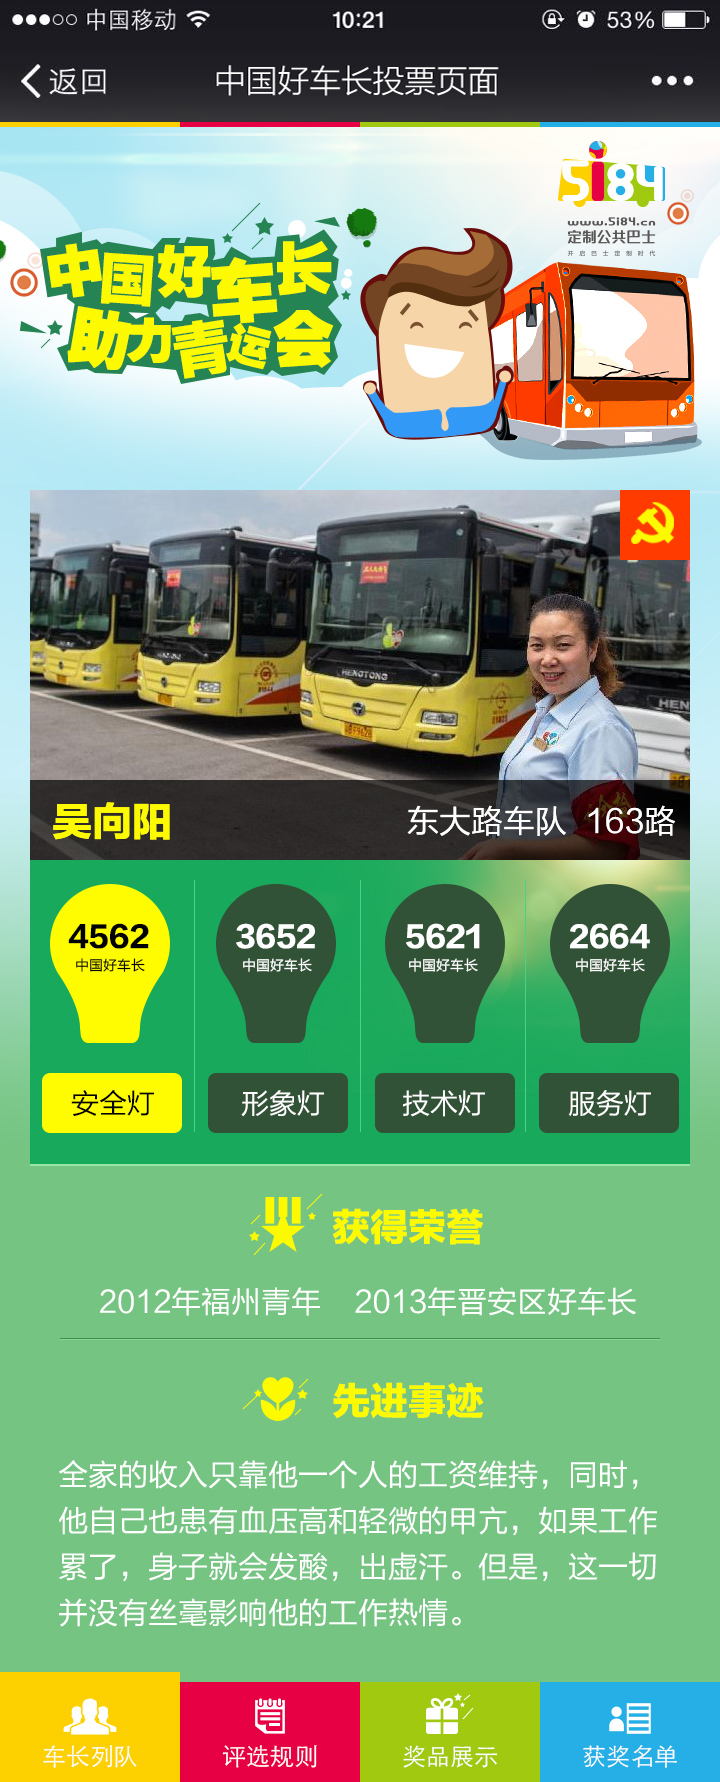 中国移动 10:21 53%
返回 中国好车长投票页面
5i84
www.5i84.cn
定制公共巴士
开启巴士定制时代
中国好车长
助力青运会
HENGTONG
HEN
吴向阳 东大路车队 163路
4562 3652 5621 2664
中国好车长 中国好车长 中国好车长 中国好车长
安全灯 形象灯 技术灯 服务灯
获得荣誉
2012年福州青年 2013年晋安区好车长
先进事迹
全家的收入只靠他一个人的工资维持，同时，
他自己也患有血压高和轻微的甲亢，如果工作
累了，身子就会发酸，出虚汗。但是，这一切
并没有丝毫影响他的工作热情。
车长列队 评选规则 奖品展示 获奖名单